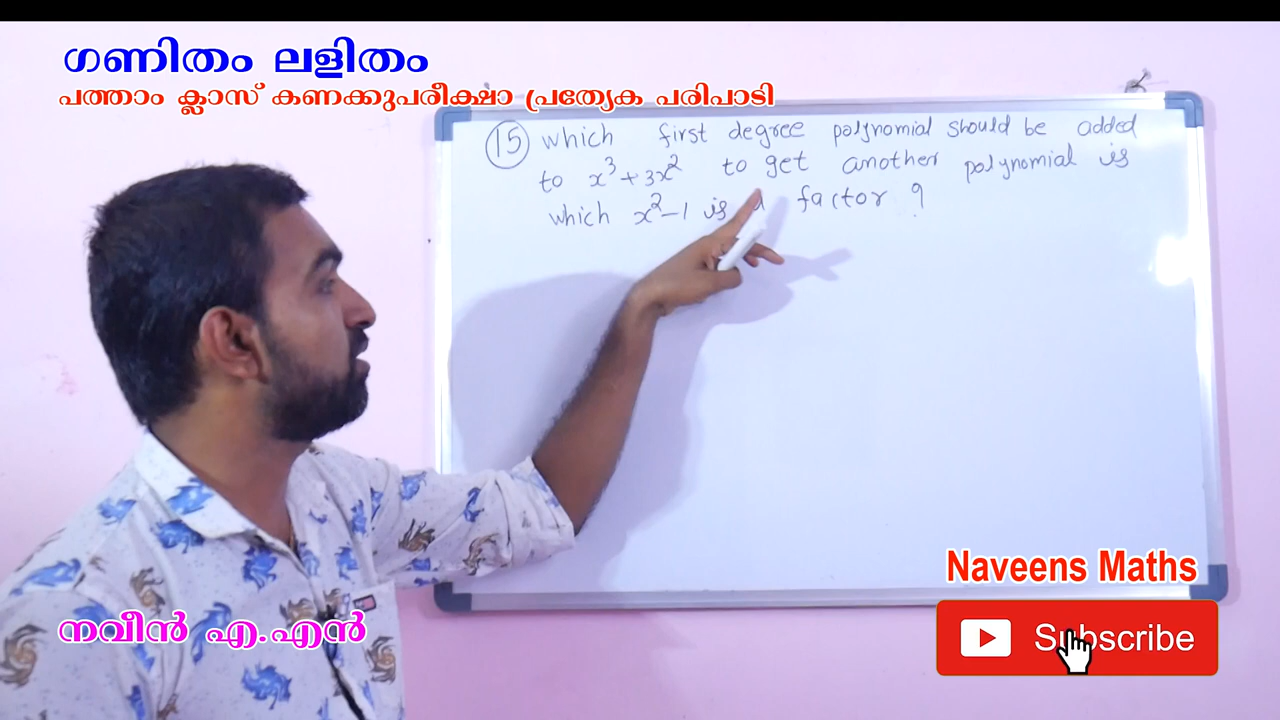 ഗണിതം ലളിതം
പത്താം ക്ലാസ് കണക്കുപരീക്ഷാ പ്രത്യേക പരിപാടി
15 which first degree polynomial should be added
to x³+3x² to get another polynomial is
which x²-1 is a factor ?
Naveens Maths
Subscribe
നവീൻ എ.എൻ